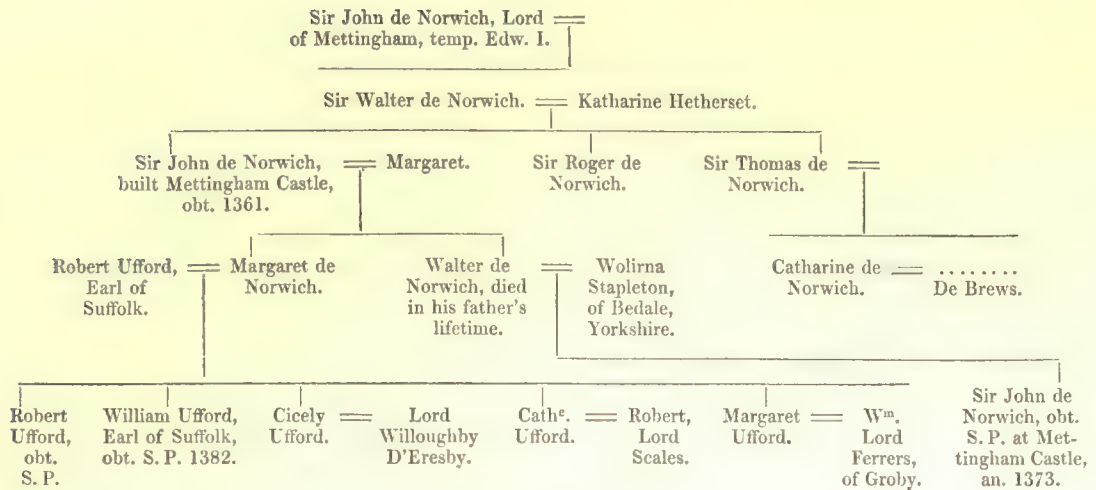 Sir John de Norwich, Lord
of Mettingham, temp. Edw. I.
Sir Walter de Norwich. Katharine Hetherset.
Sir John de Norwich,
built Mettingham Castle,
obt. 1361.
Margaret.
Sir Roger de
Norwich.
Sir Thomas de
Norwich.
Robert Ufford,
Earl of
Suffolk.
Margaret de
Norwich.
Walter de
Norwich, died
in his father's
lifetime.
Wolirna
Stapleton,
of Bedale,
Yorkshire.
Catharine de
Norwich.
........
De Brews.
Robert
Ufford,
obt.
S. P.
William Ufford,
Earl of Suffolk,
obt. S. P. 1382.
Cicely
Ufford.
Lord
Willoughby
D'Eresby.
Cathe.
Ufford.
Robert,
Lord
Scales.
Margaret
Ufford.
Wm.
Lord
Ferrers,
of Groby.
Sir John de
Norwich, obt.
S. P. at Met-
tingham Castle,
an. 1373.